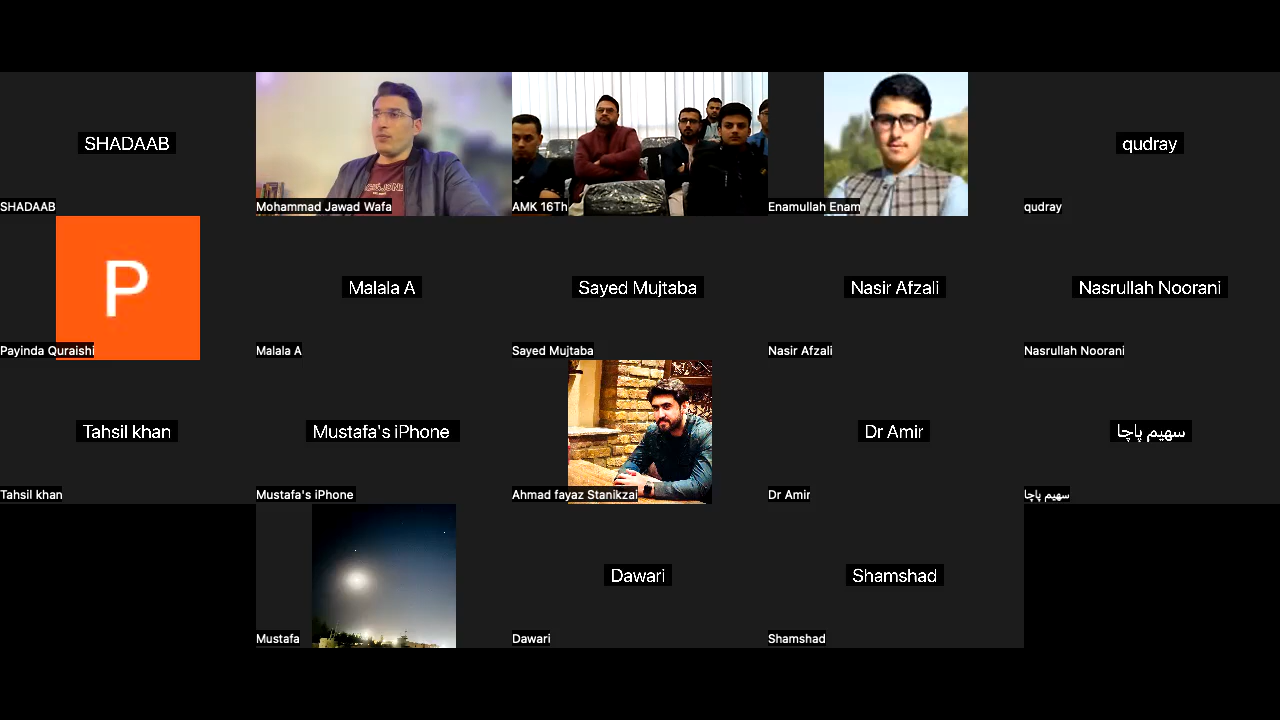 SHADAAB
SHADAAB
Mohammad Jawad Wafa
AMK 16Th
Enamullah Enam
qudray
qudray
P
Payinda Quraishi
Malala A
Malala A
Sayed Mujtaba
Sayed Mujtaba
Nasir Afzali
Nasir Afzali
Nasrullah Noorani
Nasrullah Noorani
Tahsil khan
Tahsil khan
Mustafa's iPhone
Mustafa's iPhone
Ahmad fayaz Stanikzai
Dr Amir
Dr Amir
سهیم پاچا
سهیم پاچا
Mustafa
Dawari
Dawari
Shamshad
Shamshad